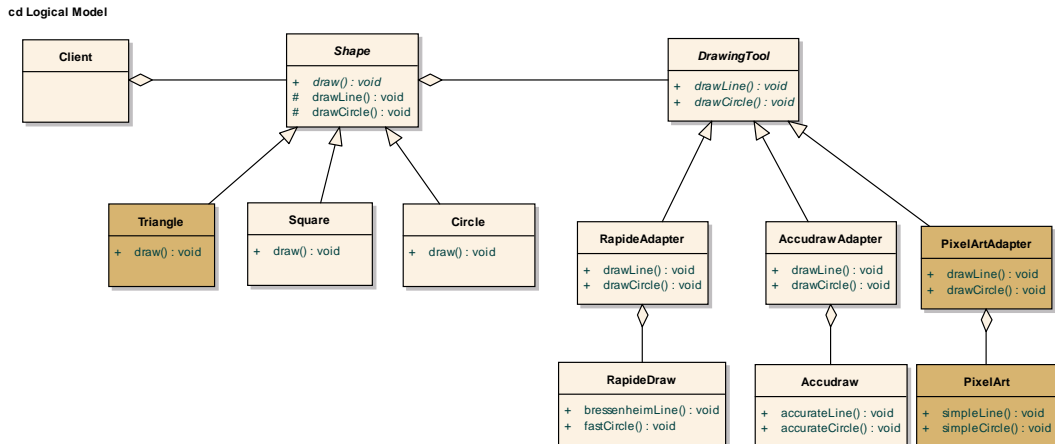 cd Logical Model
Client
Shape
+ draw() : void
# drawLine() : void
# drawCircle() : void
DrawingTool
+ drawLine() : void
+ drawCircle() : void
Triangle
+ draw() : void
Square
+ draw() : void
Circle
+ draw() : void
RapideAdapter
+ drawLine() : void
+ drawCircle() : void
AccudrawAdapter
+ drawLine() : void
+ drawCircle() : void
PixelArtAdapter
+ drawLine() : void
+ drawCircle() : void
RapideDraw
+ bressenheimLine() : void
+ fastCircle() : void
Accudraw
+ accurateLine() : void
+ accurateCircle() : void
PixelArt
+ simpleLine() : void
+ simpleCircle() : void